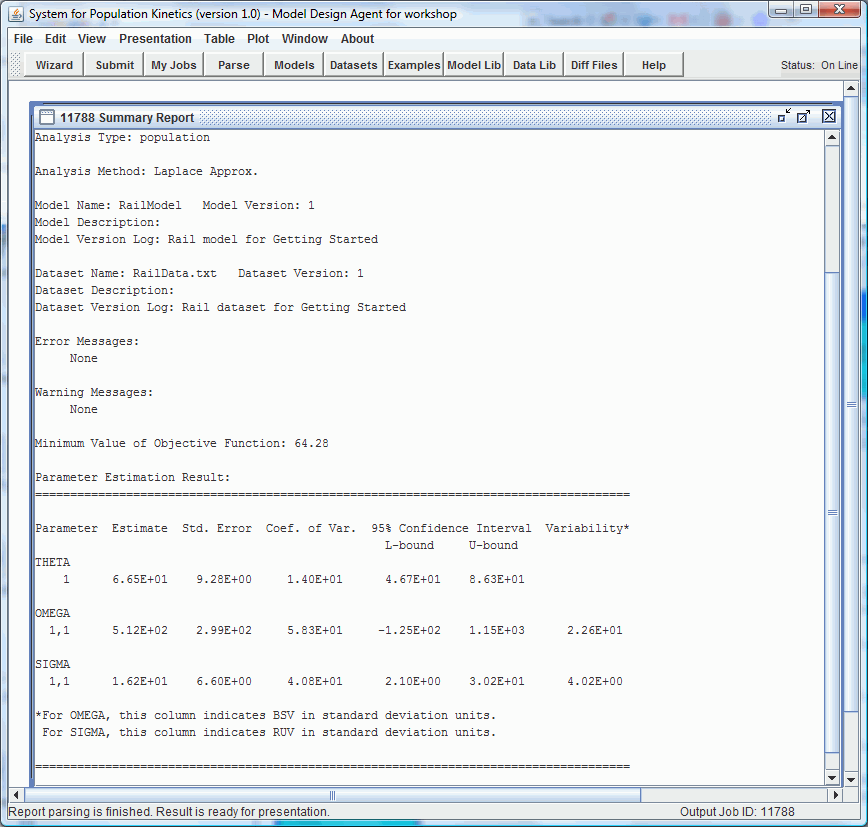 System for Population Kinetics (version 1.0) - Model Design Agent for workshop
File Edit View Presentation Table Plot Window About
Wizard Submit My Jobs Parse Models Datasets Examples Model Lib Data Lib Diff Files Help Status: On Line
11788 Summary Report
Analysis Type: population
Analysis Method: Laplace Approx.
Model Name: RailModel Model Version: 1
Model Description:
Model Version Log: Rail model for Getting Started
Dataset Name: RailData.txt Dataset Version: 1
Dataset Description:
Dataset Version Log: Rail dataset for Getting Started
Error Messages:
None
Warning Messages:
None
Minimum Value of Objective Function: 64.28
Parameter Estimation Result:
=====================================================================================
Parameter Estimate Std. Error Coef. of Var. 95% Confidence Interval Variability*
L-bound U-bound
THETA
1 6.65E+01 9.28E+00 1.40E+01 4.67E+01 8.63E+01
OMEGA
1,1 5.12E+02 2.99E+02 5.83E+01 -1.25E+02 1.15E+03 2.26E+01
SIGMA
1,1 1.62E+01 6.60E+00 4.08E+01 2.10E+00 3.02E+01 4.02E+00
*For OMEGA, this column indicates BSV in standard deviation units.
For SIGMA, this column indicates RUV in standard deviation units.
=====================================================================================
Report parsing is finished. Result is ready for presentation. Output Job ID: 11788